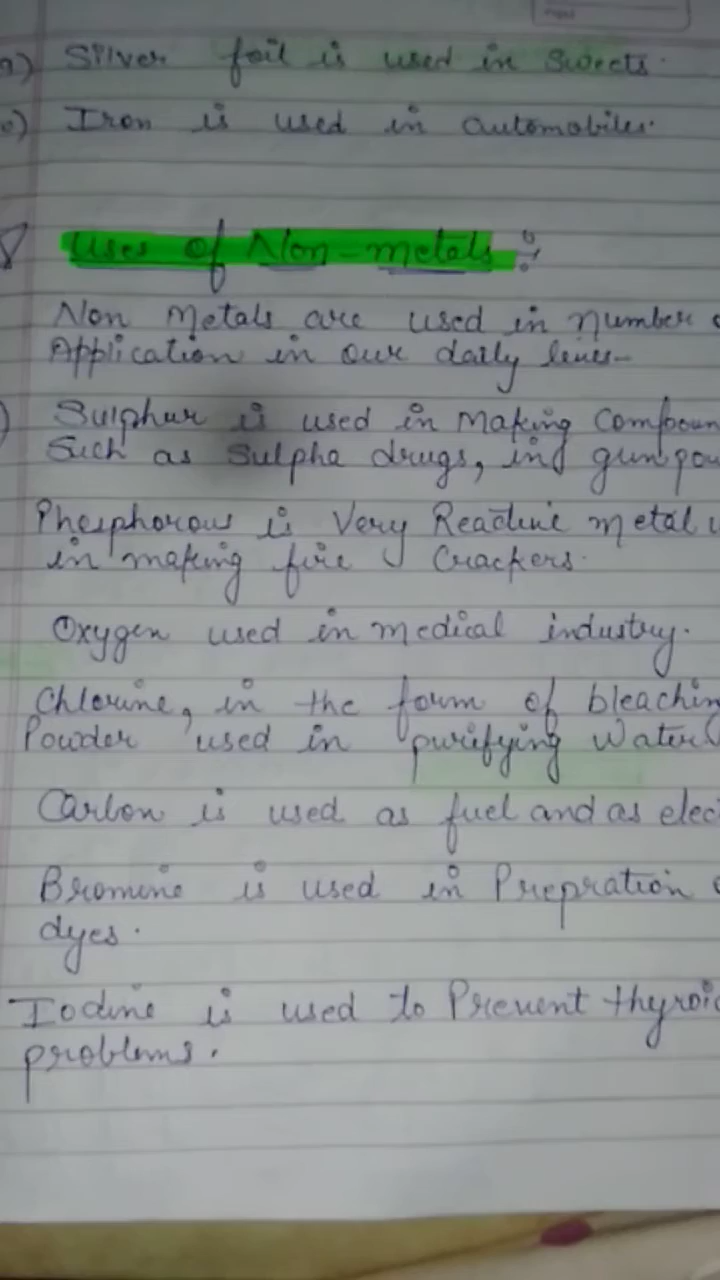 Silver foil is used in sweets.
Iron is used in automobiles.
Uses of Non-metals :-
Non Metals are used in number
Application in our daily lives-
Sulphur is used in Making Compoun
Such as Sulpha drugs, in gunpou
Phosphorous is Very Reactive metal
in making fire Crackers.
Oxygen used in medical industry.
Chlorine, in the form of bleachin
Powder used in purifying Water
Carbon is used as fuel and as elec
Bromine is used in Prepration
dyes.
Iodine is used to Prevent thyroi
problems.